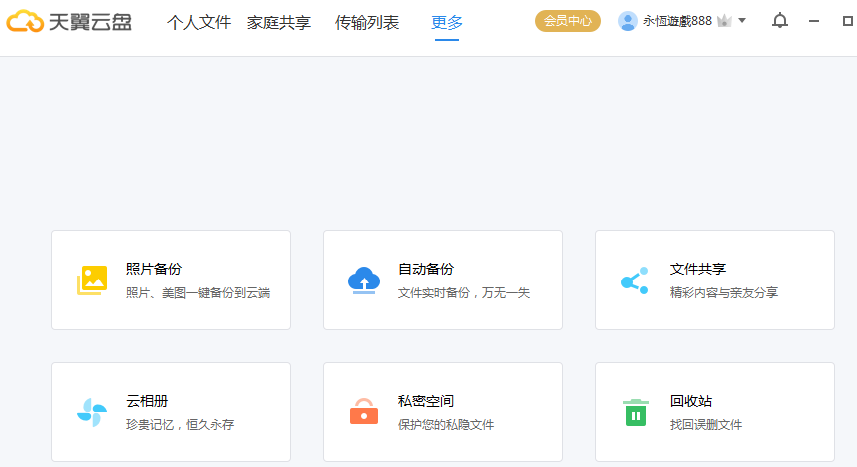 天翼云盘 个人文件 家庭共享 传输列表 更多 会员中心 永恆遊戲888
照片备份 自动备份 文件共享
照片、美图一键备份到云端 文件实时备份，万无一失 精彩内容与亲友分享
云相册 私密空间 回收站
珍贵记忆，恒久永存 保护您的私隐文件 找回误删文件